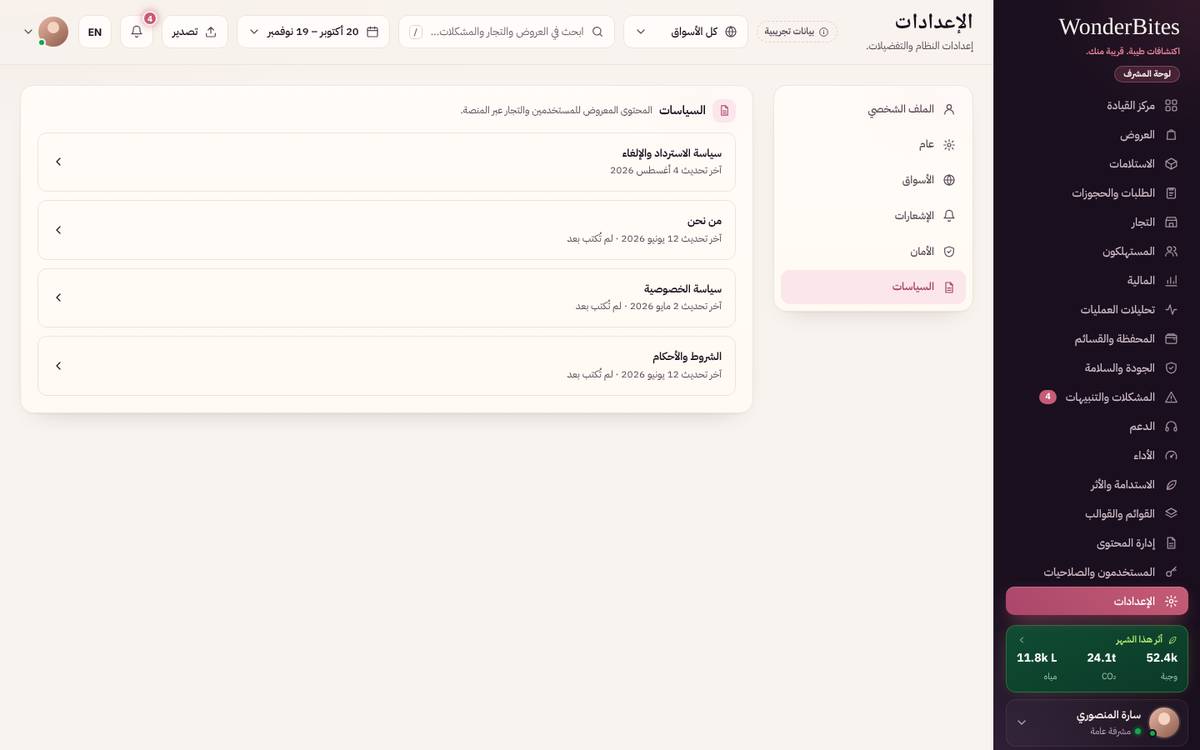 WonderBites
اكتشافات طيبة. قريبة منك.
لوحة المشرف
مركز القيادة
العروض
الاستلامات
الطلبات والحجوزات
التجار
المستهلكون
المالية
تحليلات العمليات
المحفظة والقسائم
الجودة والسلامة
المشكلات والتنبيهات 4
الدعم
الأداء
الاستدامة والأثر
القوائم والقوالب
إدارة المحتوى
المستخدمون والصلاحيات
الإعدادات
أثر هذا الشهر
52.4k 24.1t 11.8k L
وجبة CO₂ مياه
سارة المنصوري
مشرفة عامة
الإعدادات
إعدادات النظام والتفضيلات.
بيانات تجريبية
كل الأسواق
ابحث في العروض والتجار والمشكلات... /
20 أكتوبر – 19 نوفمبر
تصدير
4
EN
الملف الشخصي
عام
الأسواق
الإشعارات
الأمان
السياسات
السياسات المحتوى المعروض للمستخدمين والتجار عبر المنصة.
سياسة الاسترداد والإلغاء
آخر تحديث 4 أغسطس 2026
من نحن
آخر تحديث 12 يونيو 2026 · لم تُكتب بعد
سياسة الخصوصية
آخر تحديث 2 مايو 2026 · لم تُكتب بعد
الشروط والأحكام
آخر تحديث 12 يونيو 2026 · لم تُكتب بعد